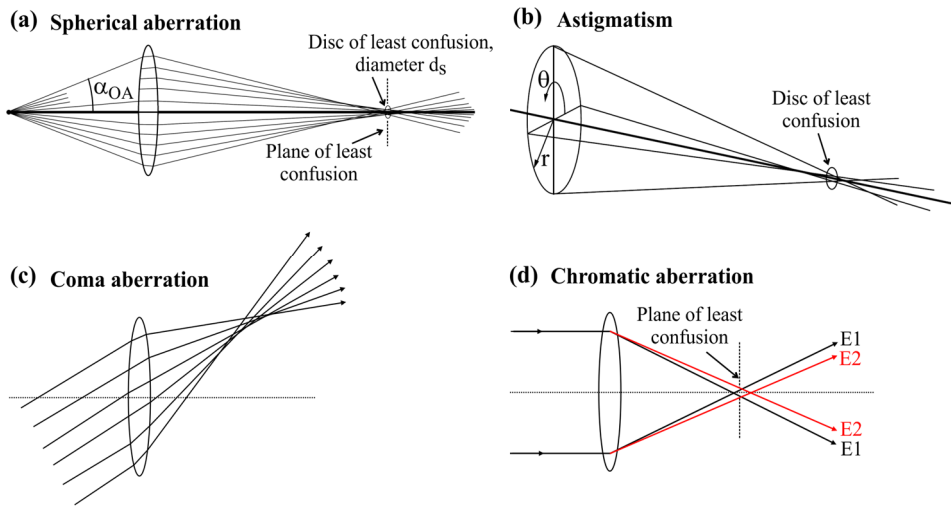 (a) Spherical aberration
α_OA
Disc of least confusion,
diameter d_s
Plane of least
confusion
(b) Astigmatism
θ
r
Disc of least
confusion
(c) Coma aberration
(d) Chromatic aberration
Plane of least
confusion
E1
E2
E2
E1